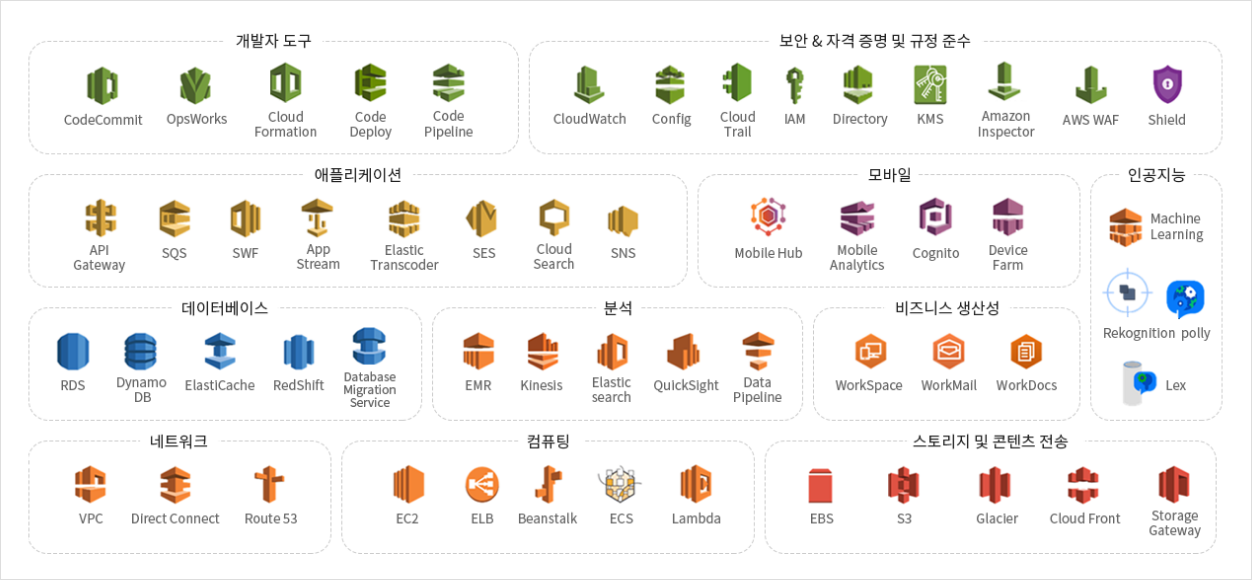 개발자 도구
CodeCommit
OpsWorks
Cloud
Formation
Code
Deploy
Code
Pipeline
보안 & 자격 증명 및 규정 준수
CloudWatch
Config
Cloud
Trail
IAM
Directory
KMS
Amazon
Inspector
AWS WAF
Shield
애플리케이션
API
Gateway
SQS
SWF
App
Stream
Elastic
Transcoder
SES
Cloud
Search
SNS
모바일
Mobile Hub
Mobile
Analytics
Cognito
Device
Farm
인공지능
Machine
Learning
Rekognition
polly
Lex
데이터베이스
RDS
Dynamo
DB
ElastiCache
RedShift
Database
Migration
Service
분석
EMR
Kinesis
Elastic
search
QuickSight
Data
Pipeline
비즈니스 생산성
WorkSpace
WorkMail
WorkDocs
네트워크
VPC
Direct Connect
Route 53
컴퓨팅
EC2
ELB
Beanstalk
ECS
Lambda
스토리지 및 콘텐츠 전송
EBS
S3
Glacier
Cloud Front
Storage
Gateway